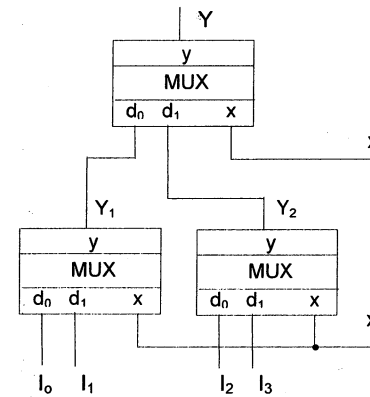 Y
y
MUX
d₀ d₁ x
x
Y₁ Y₂
y y
MUX MUX
d₀ d₁ x d₀ d₁ x
x
I₀ I₁ I₂ I₃